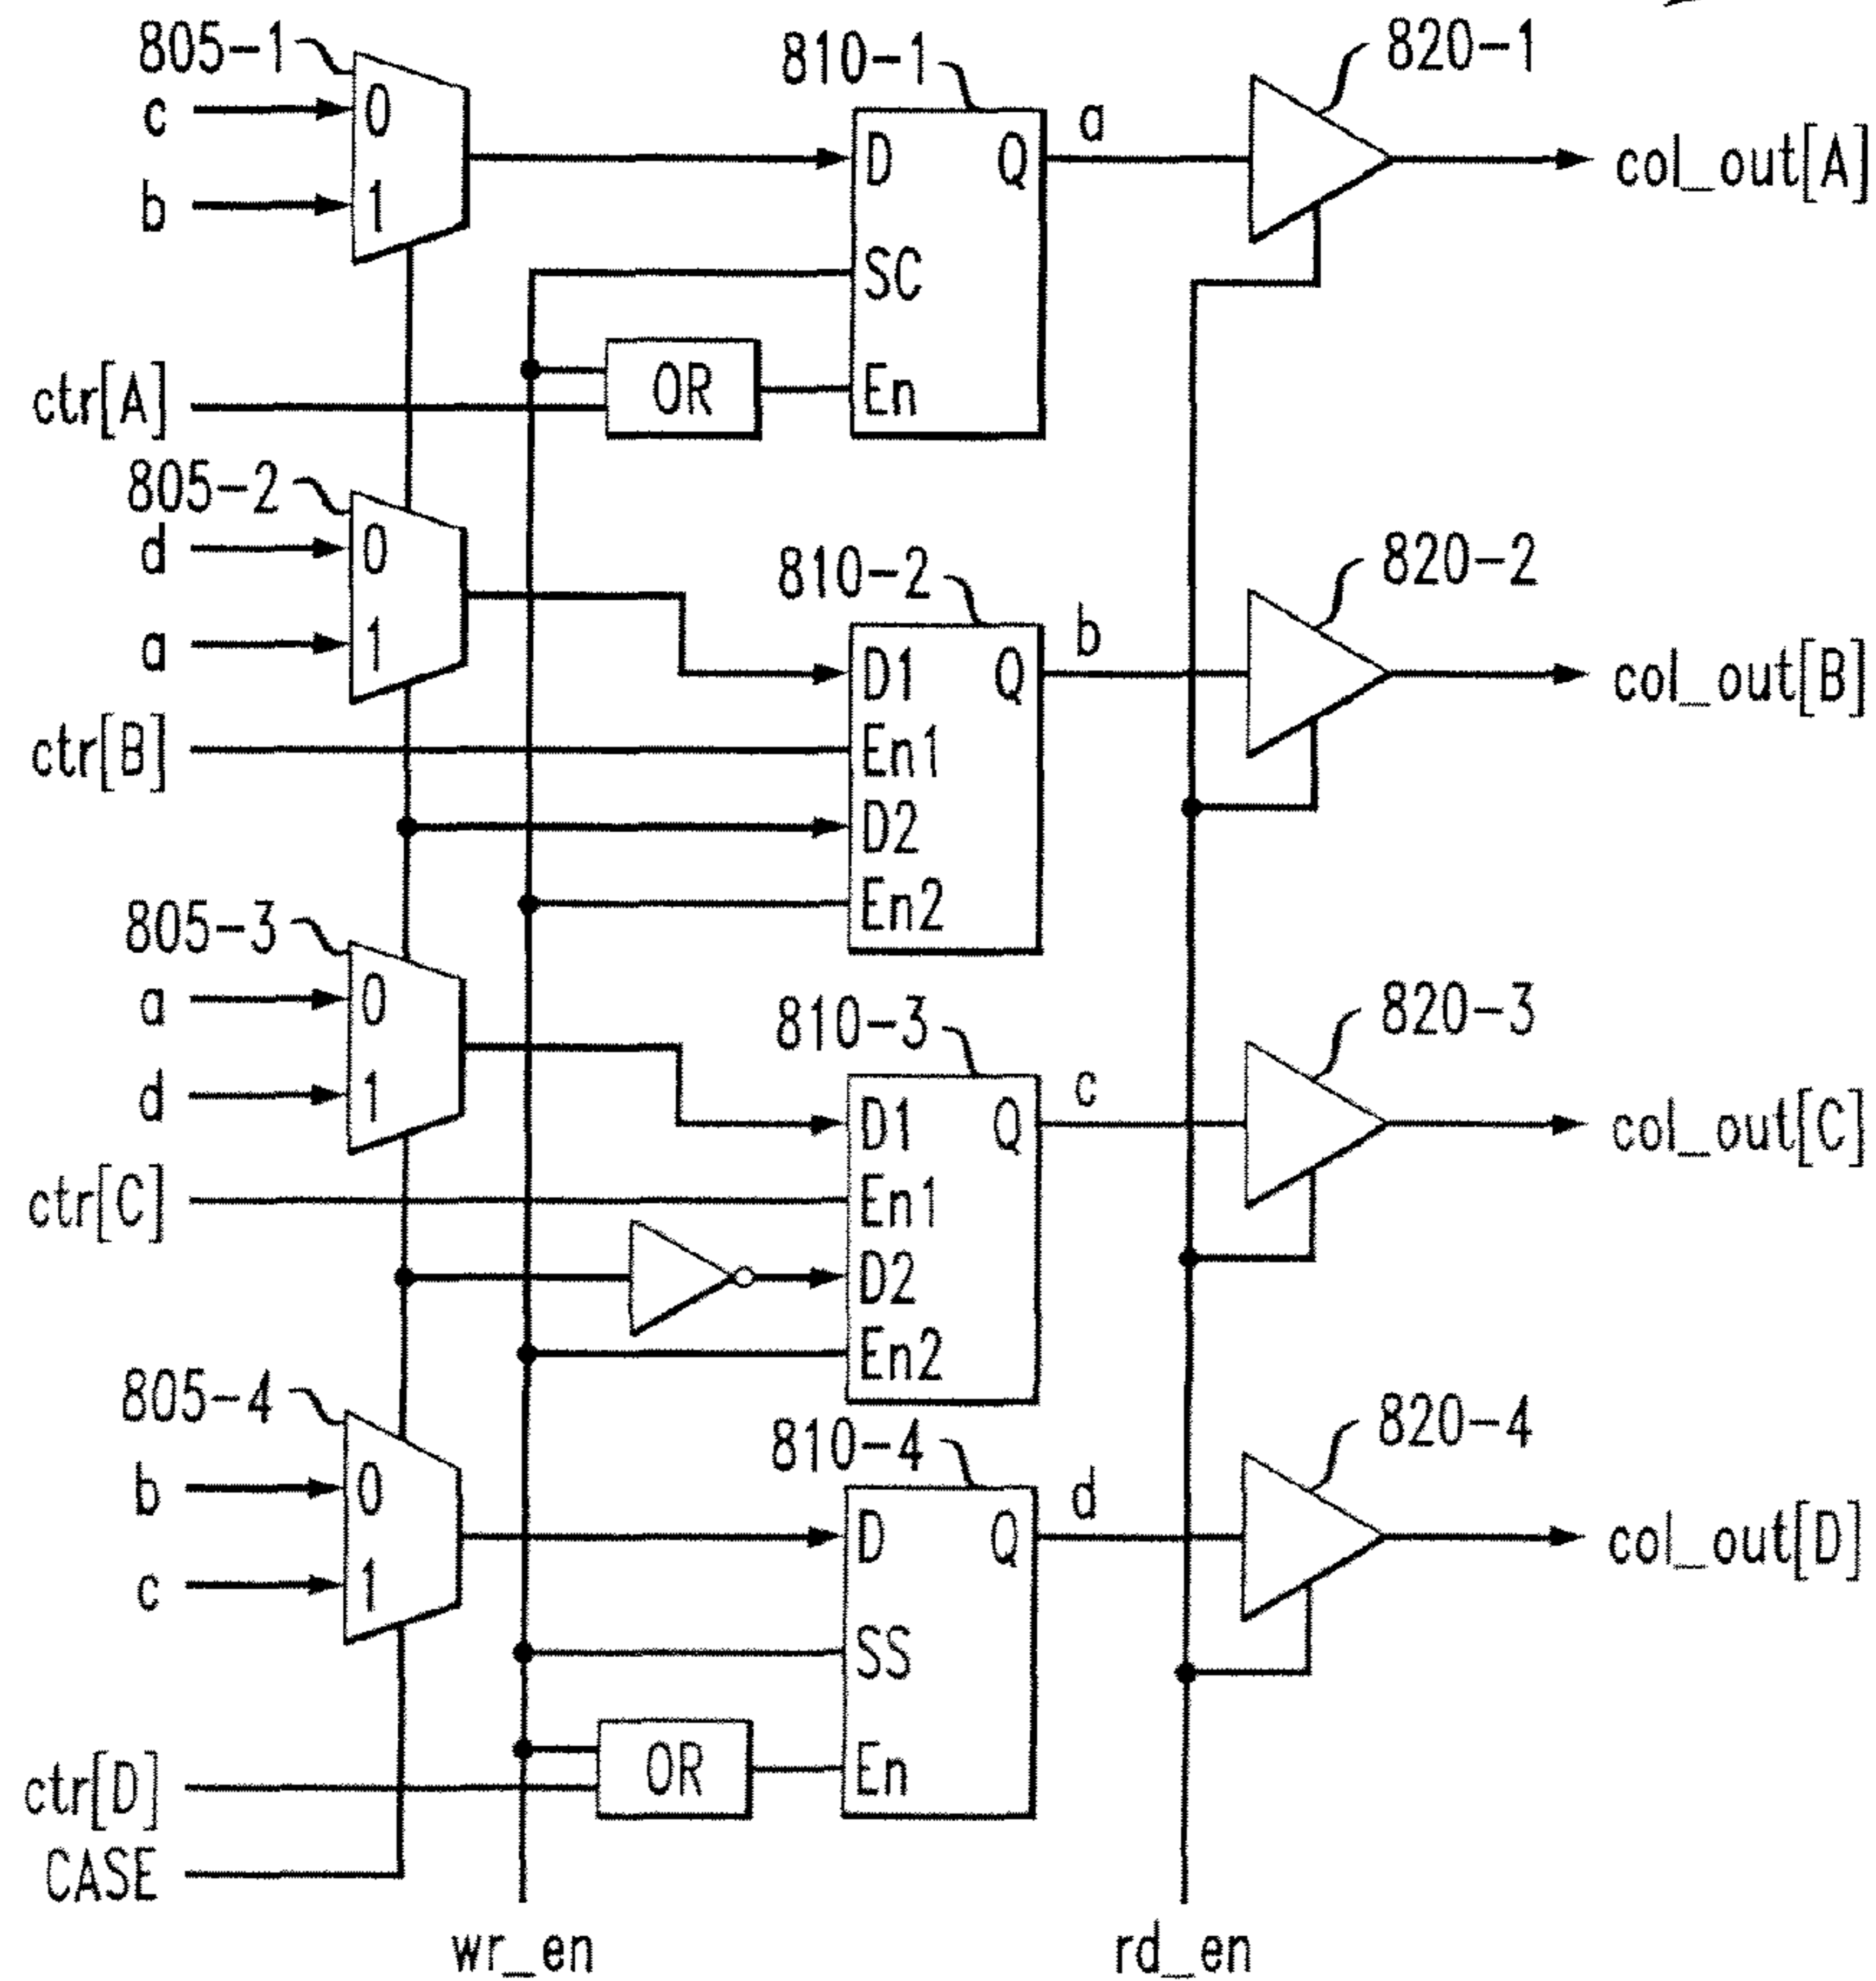 805-1
c
b
0
1
810-1
D
Q
SC
En
a
820-1
col_out[A]
ctr[A]
OR
805-2
d
a
0
1
ctr[B]
810-2
D1
Q
En1
D2
En2
b
820-2
col_out[B]
805-3
a
d
0
1
ctr[C]
810-3
D1
Q
En1
D2
En2
c
820-3
col_out[C]
805-4
b
c
0
1
810-4
D
Q
SS
En
d
820-4
col_out[D]
OR
ctr[D]
CASE
wr_en
rd_en